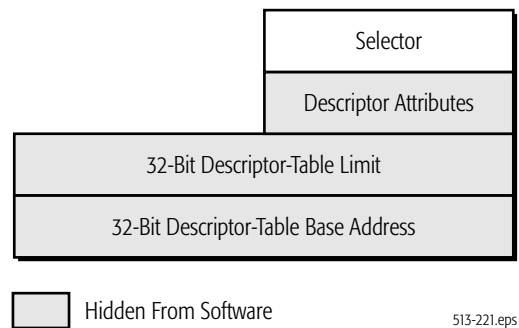 Selector
Descriptor Attributes
32-Bit Descriptor-Table Limit
32-Bit Descriptor-Table Base Address
Hidden From Software
513-221.eps